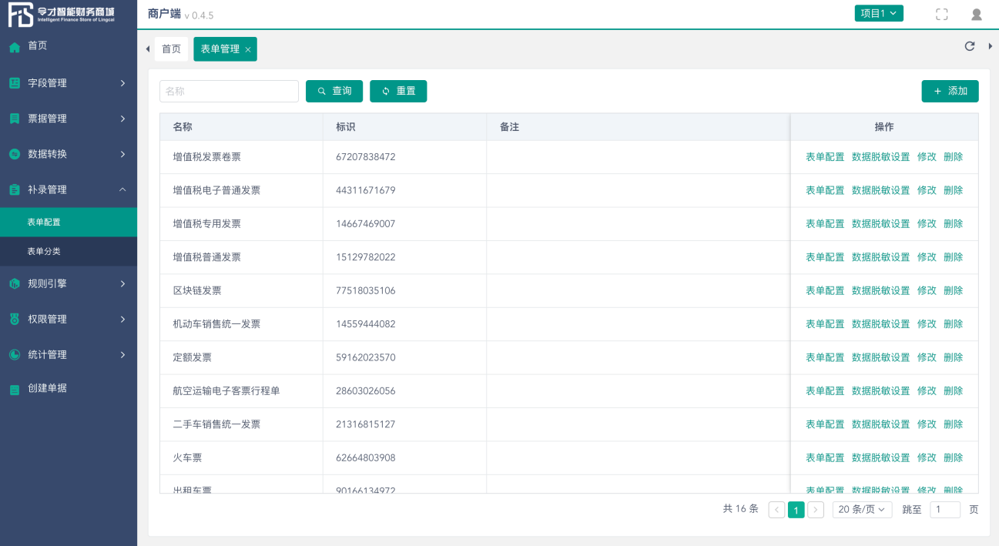 令才智能财务商城
Intelligent Finance Store of Lingcai
商户端 v 0.4.5
项目1
首页
字段管理
票据管理
数据转换
补录管理
表单配置
表单分类
规则引擎
权限管理
统计管理
创建单据
首页
表单管理 ×
名称
查询
重置
+ 添加
名称 标识 备注 操作
增值税发票卷票 67207838472 表单配置 数据脱敏设置 修改 删除
增值税电子普通发票 44311671679 表单配置 数据脱敏设置 修改 删除
增值税专用发票 14667469007 表单配置 数据脱敏设置 修改 删除
增值税普通发票 15129782022 表单配置 数据脱敏设置 修改 删除
区块链发票 77518035106 表单配置 数据脱敏设置 修改 删除
机动车销售统一发票 14559444082 表单配置 数据脱敏设置 修改 删除
定额发票 59162023570 表单配置 数据脱敏设置 修改 删除
航空运输电子客票行程单 28603026056 表单配置 数据脱敏设置 修改 删除
二手车销售统一发票 21316815127 表单配置 数据脱敏设置 修改 删除
火车票 62664803908 表单配置 数据脱敏设置 修改 删除
出租车票 90166134972 表单配置 数据脱敏设置 修改 删除
共 16 条 < 1 > 20 条/页 跳至 1 页